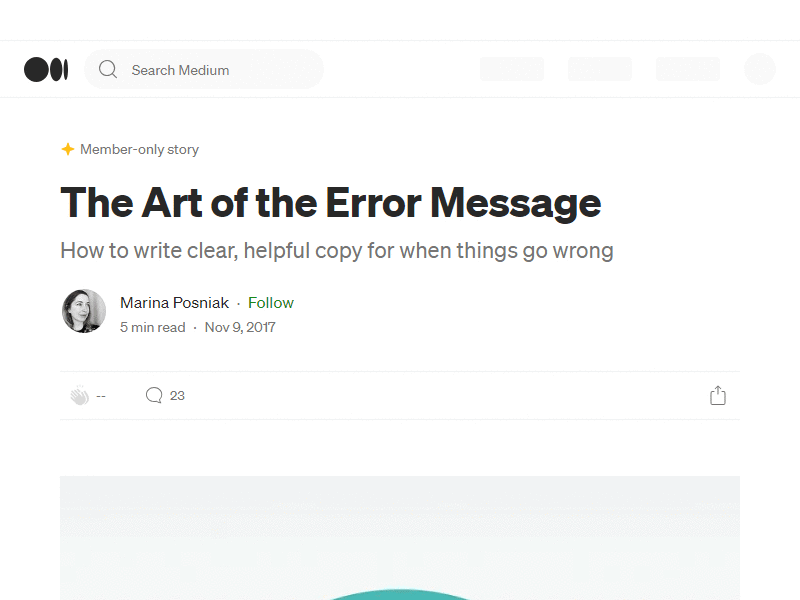 Search Medium
Member-only story
The Art of the Error Message
How to write clear, helpful copy for when things go wrong
Marina Posniak · Follow
5 min read · Nov 9, 2017
-- 23